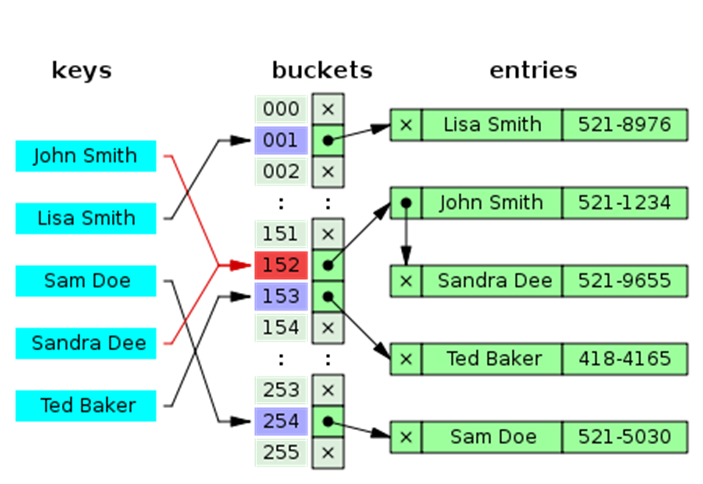 keys
buckets
entries
John Smith
Lisa Smith
Sam Doe
Sandra Dee
Ted Baker
000 ×
001
002 ×
: :
151 ×
152
153
154 ×
: :
253 ×
254
255 ×
× Lisa Smith 521-8976
John Smith 521-1234
× Sandra Dee 521-9655
× Ted Baker 418-4165
× Sam Doe 521-5030